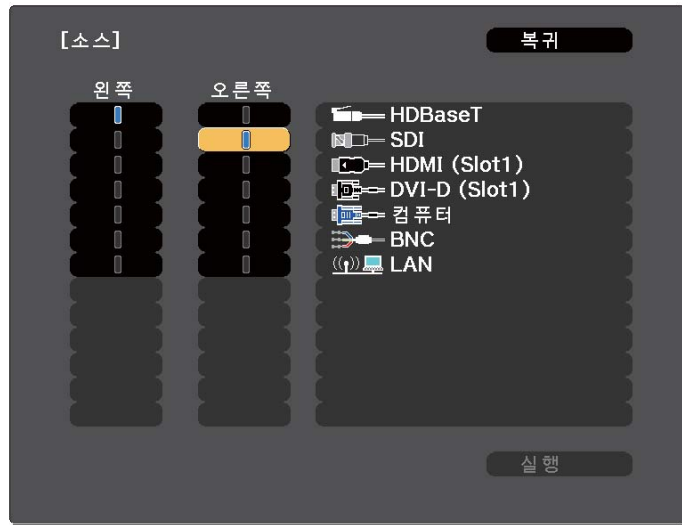 [소스]
복귀
왼쪽 오른쪽
HDBaseT
SDI
HDMI (Slot1)
DVI-D (Slot1)
컴퓨터
BNC
LAN
실행